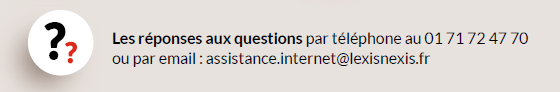 ??
Les réponses aux questions par téléphone au 01 71 72 47 70
ou par email : assistance.internet@lexisnexis.fr